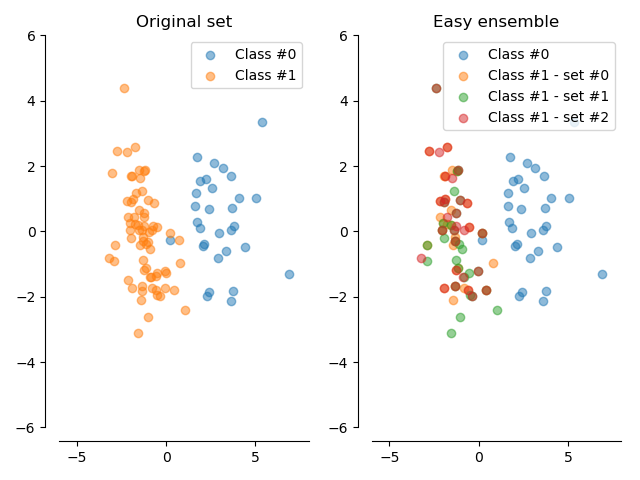 Original set
Easy ensemble
6
4
2
0
−2
−4
−6
−5
0
5
Class #0
Class #1
6
4
2
0
−2
−4
−6
−5
0
5
Class #0
Class #1 - set #0
Class #1 - set #1
Class #1 - set #2